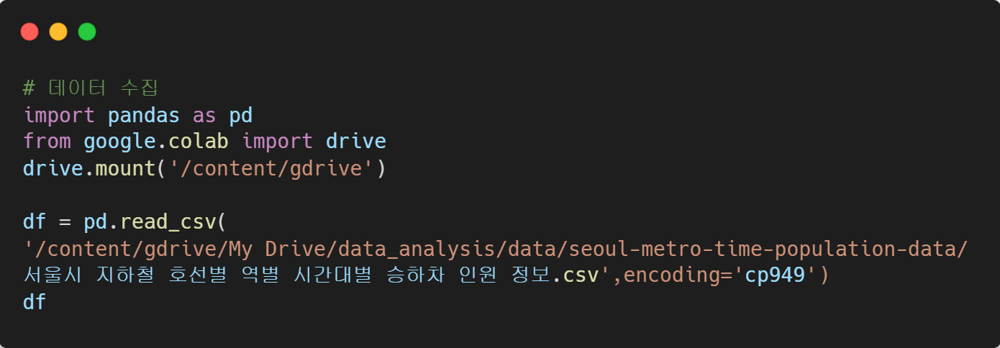 # 데이터 수집
import pandas as pd
from google.colab import drive
drive.mount('/content/gdrive')
df = pd.read_csv(
'/content/gdrive/My Drive/data_analysis/data/seoul-metro-time-population-data/
서울시 지하철 호선별 역별 시간대별 승하차 인원 정보.csv',encoding='cp949')
df